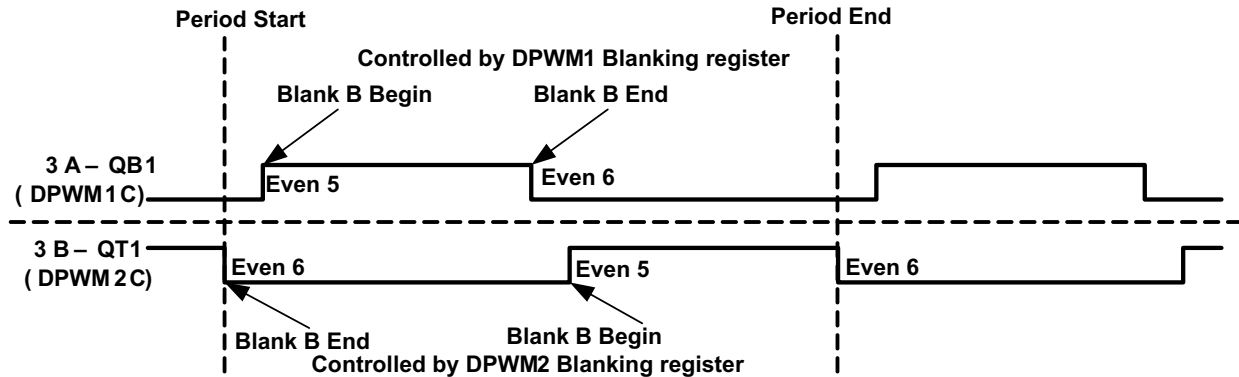 Period Start
Period End
Controlled by DPWM1 Blanking register
Blank B Begin
Blank B End
3 A – QB1
( DPWM1C)
Even 5
Even 6
3 B – QT1
( DPWM2C)
Even 6
Even 5
Even 6
Blank B End
Blank B Begin
Controlled by DPWM2 Blanking register